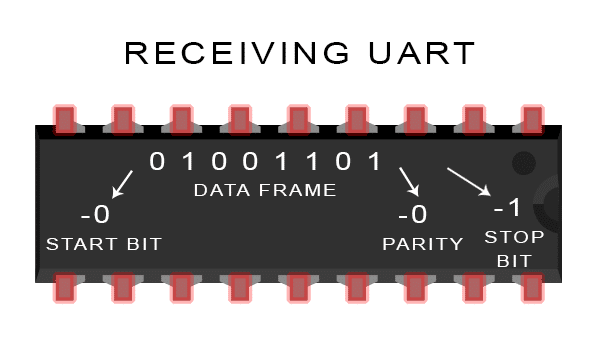 RECEIVING UART
0 1 0 0 1 1 0 1
DATA FRAME
-0
START BIT
-0
PARITY
-1
STOP
BIT